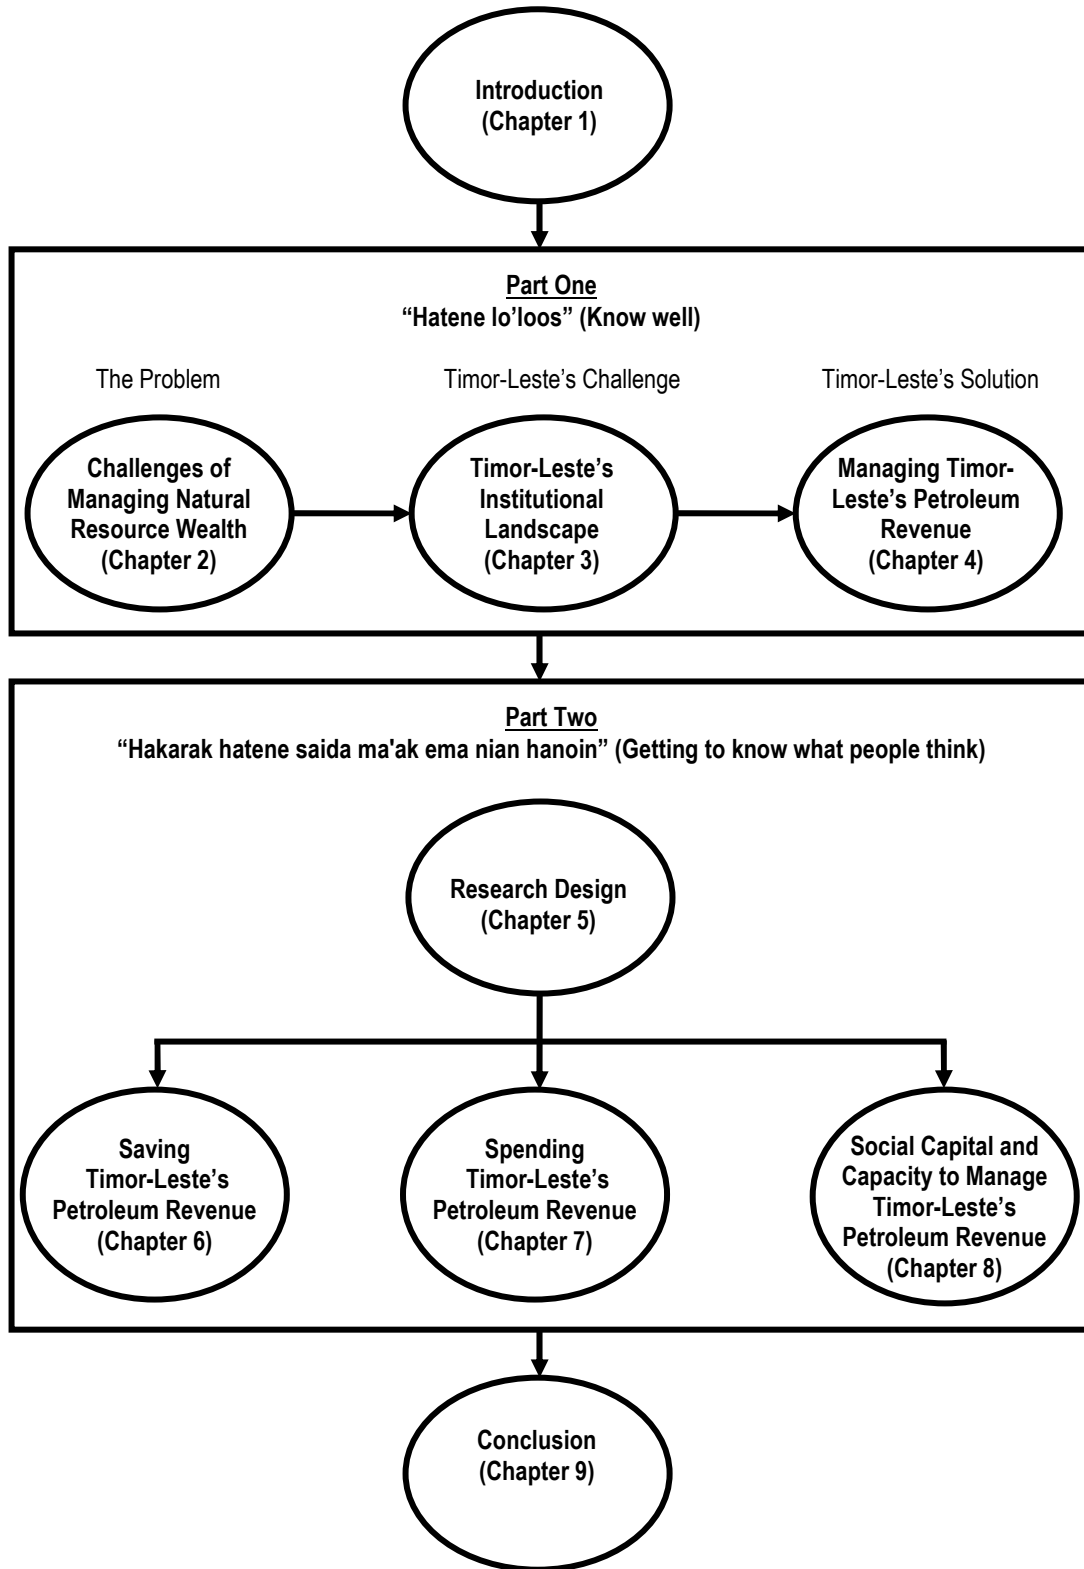 Introduction
(Chapter 1)
Part One
“Hatene lo’loos” (Know well)
The Problem
Timor-Leste’s Challenge
Timor-Leste’s Solution
Challenges of
Managing Natural
Resource Wealth
(Chapter 2)
Timor-Leste’s
Institutional
Landscape
(Chapter 3)
Managing Timor-
Leste’s Petroleum
Revenue
(Chapter 4)
Part Two
“Hakarak hatene saida ma'ak ema nian hanoin” (Getting to know what people think)
Research Design
(Chapter 5)
Saving
Timor-Leste’s
Petroleum Revenue
(Chapter 6)
Spending
Timor-Leste’s
Petroleum Revenue
(Chapter 7)
Social Capital and
Capacity to Manage
Timor-Leste’s
Petroleum Revenue
(Chapter 8)
Conclusion
(Chapter 9)